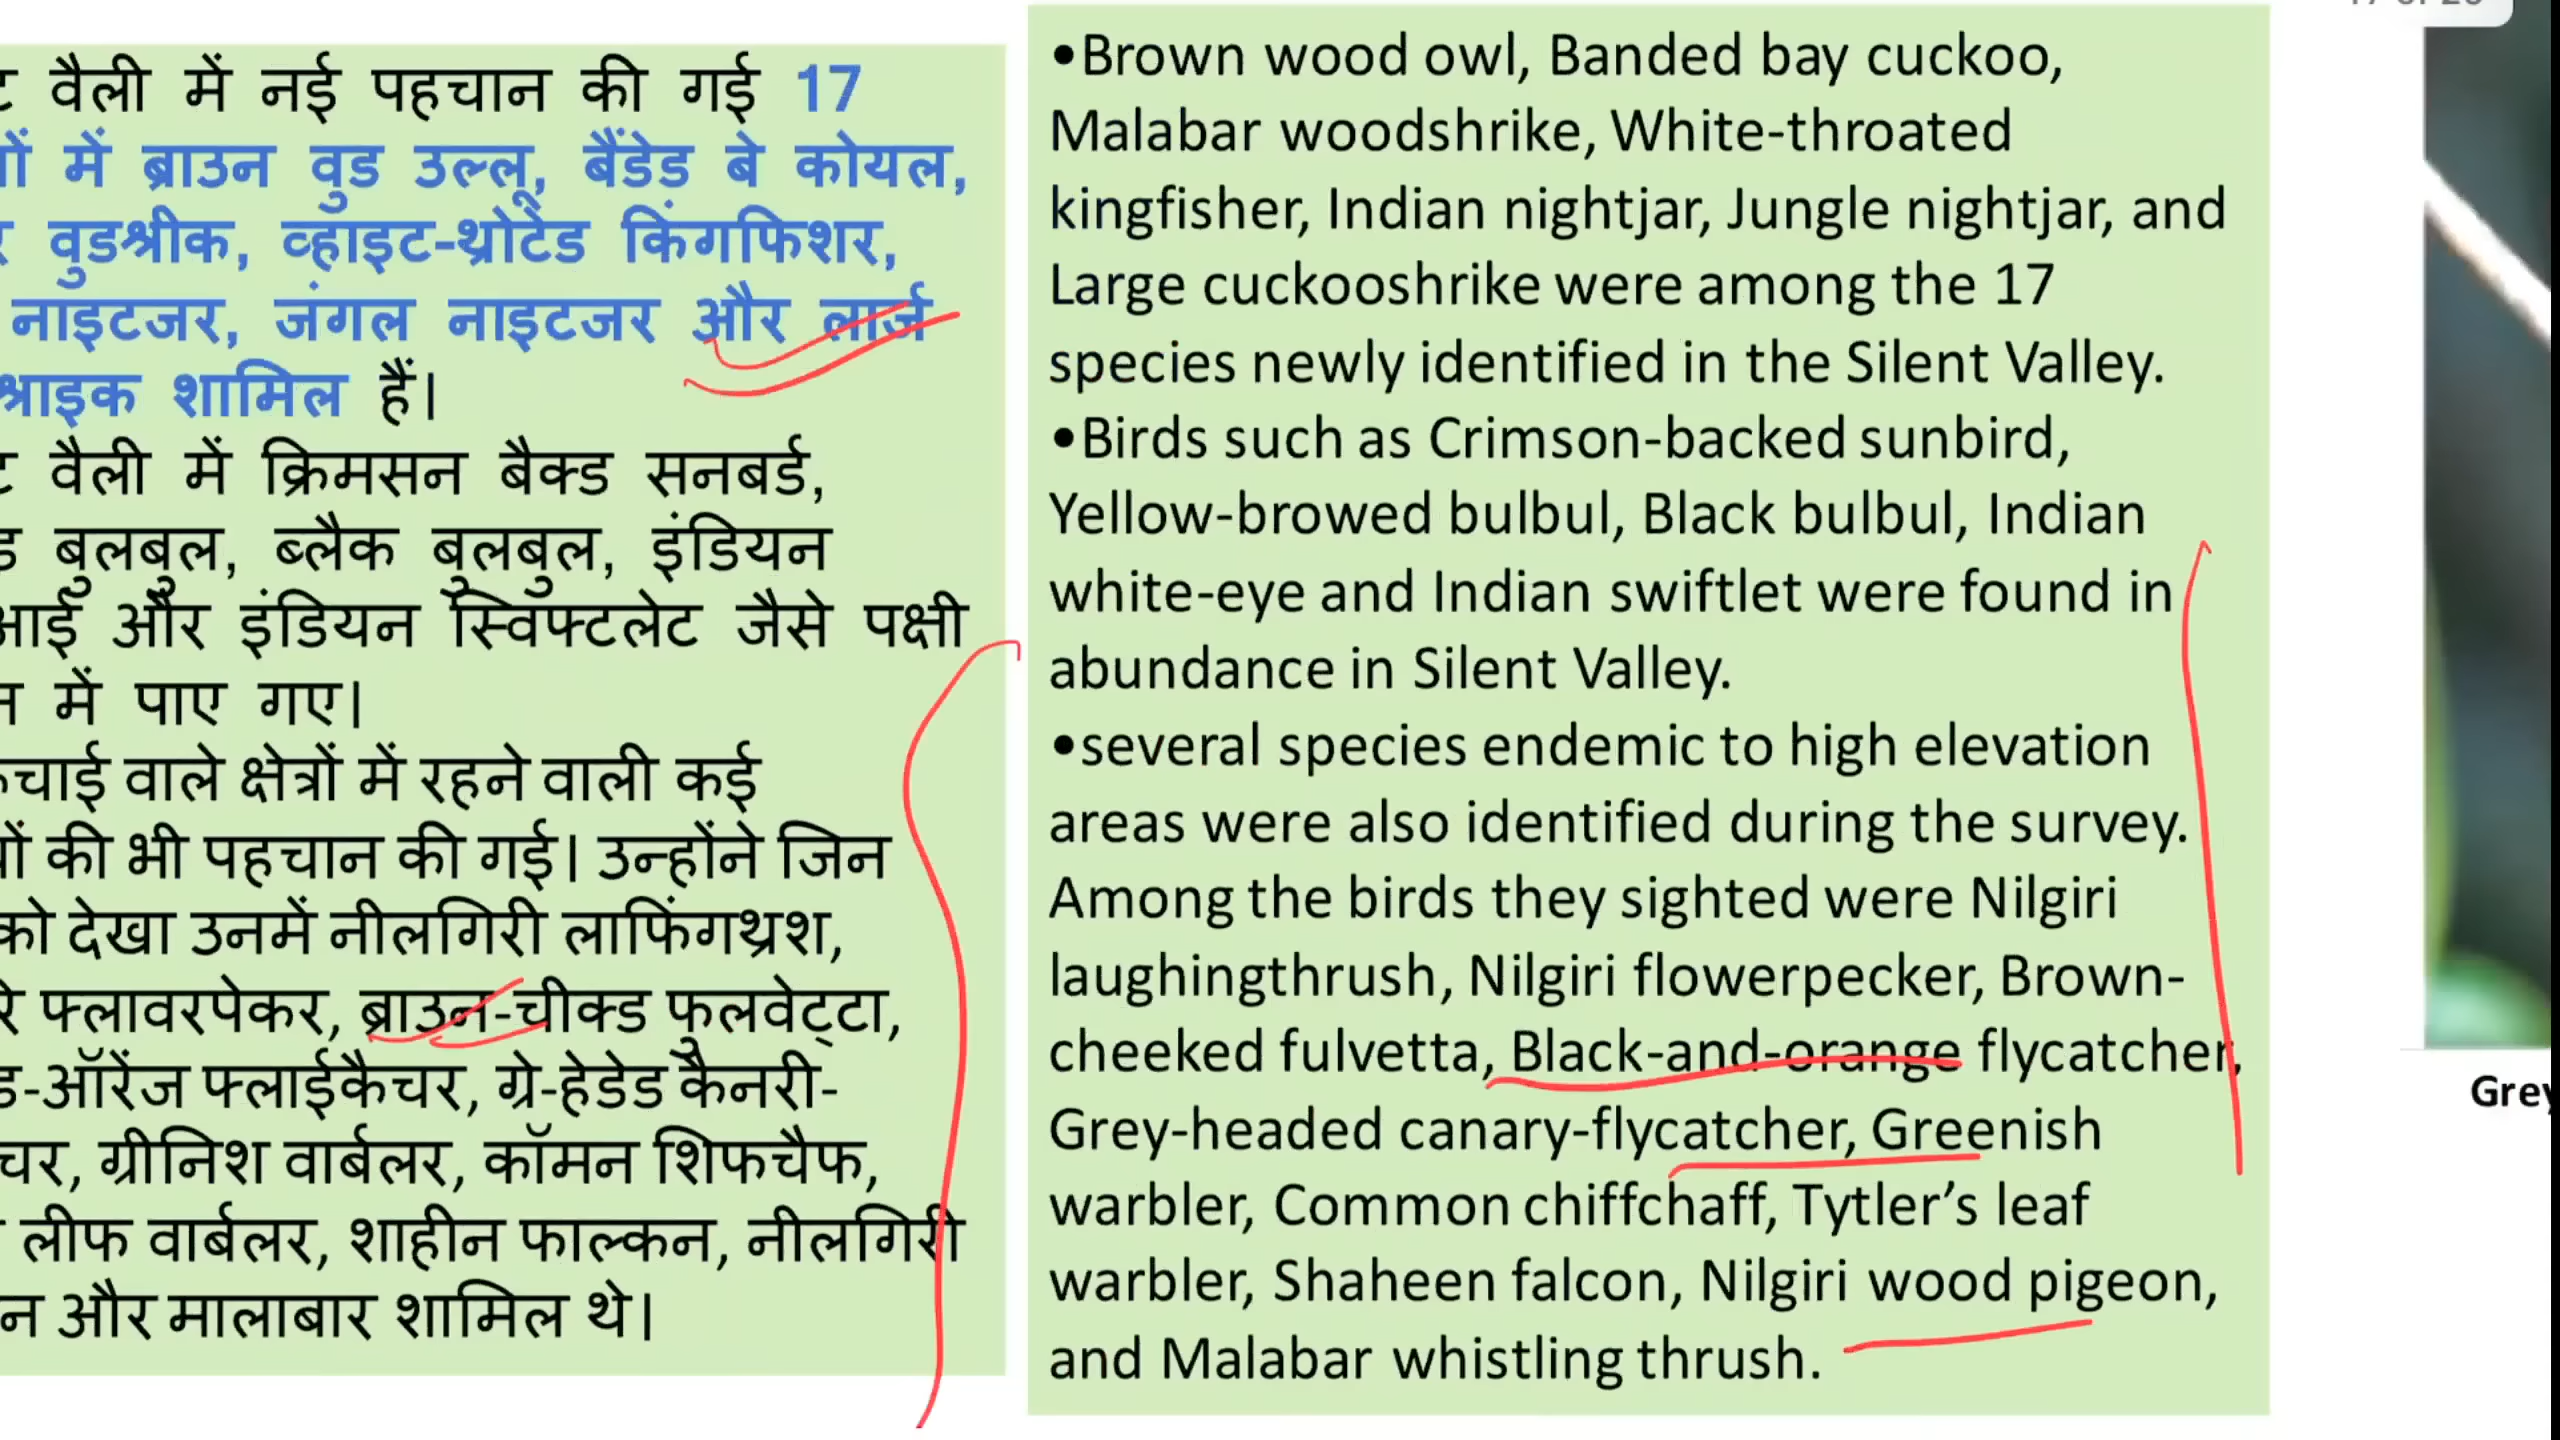 वैली में नई पहचान की गई 17
में ब्राउन वुड उल्लू, बैंडेड बे कोयल,
वुडश्रीक, व्हाइट-थ्रोटेड किंगफिशर,
नाइटजर, जंगल नाइटजर और लार्ज
श्राइक शामिल हैं।
वैली में क्रिमसन बैक्ड सनबर्ड,
बुलबुल, ब्लैक बुलबुल, इंडियन
आई और इंडियन स्विफ्टलेट जैसे पक्षी
में पाए गए।
वाले क्षेत्रों में रहने वाली कई
की भी पहचान की गई। उन्होंने जिन
को देखा उनमें नीलगिरी लाफिंगथ्रश,
फ्लावरपेकर, ब्राउन-चीक्ड फुलवेट्टा,
-ऑरेंज फ्लाईकैचर, ग्रे-हेडेड कैनरी-
ग्रीनिश वार्बलर, कॉमन शिफचैफ,
लीफ वार्बलर, शाहीन फाल्कन, नीलगिरी
और मालाबार शामिल थे।
•Brown wood owl, Banded bay cuckoo,
Malabar woodshrike, White-throated
kingfisher, Indian nightjar, Jungle nightjar, and
Large cuckooshrike were among the 17
species newly identified in the Silent Valley.
•Birds such as Crimson-backed sunbird,
Yellow-browed bulbul, Black bulbul, Indian
white-eye and Indian swiftlet were found in
abundance in Silent Valley.
•several species endemic to high elevation
areas were also identified during the survey.
Among the birds they sighted were Nilgiri
laughingthrush, Nilgiri flowerpecker, Brown-
cheeked fulvetta, Black-and-orange flycatcher,
Grey-headed canary-flycatcher, Greenish
warbler, Common chiffchaff, Tytler’s leaf
warbler, Shaheen falcon, Nilgiri wood pigeon,
and Malabar whistling thrush.
Grey